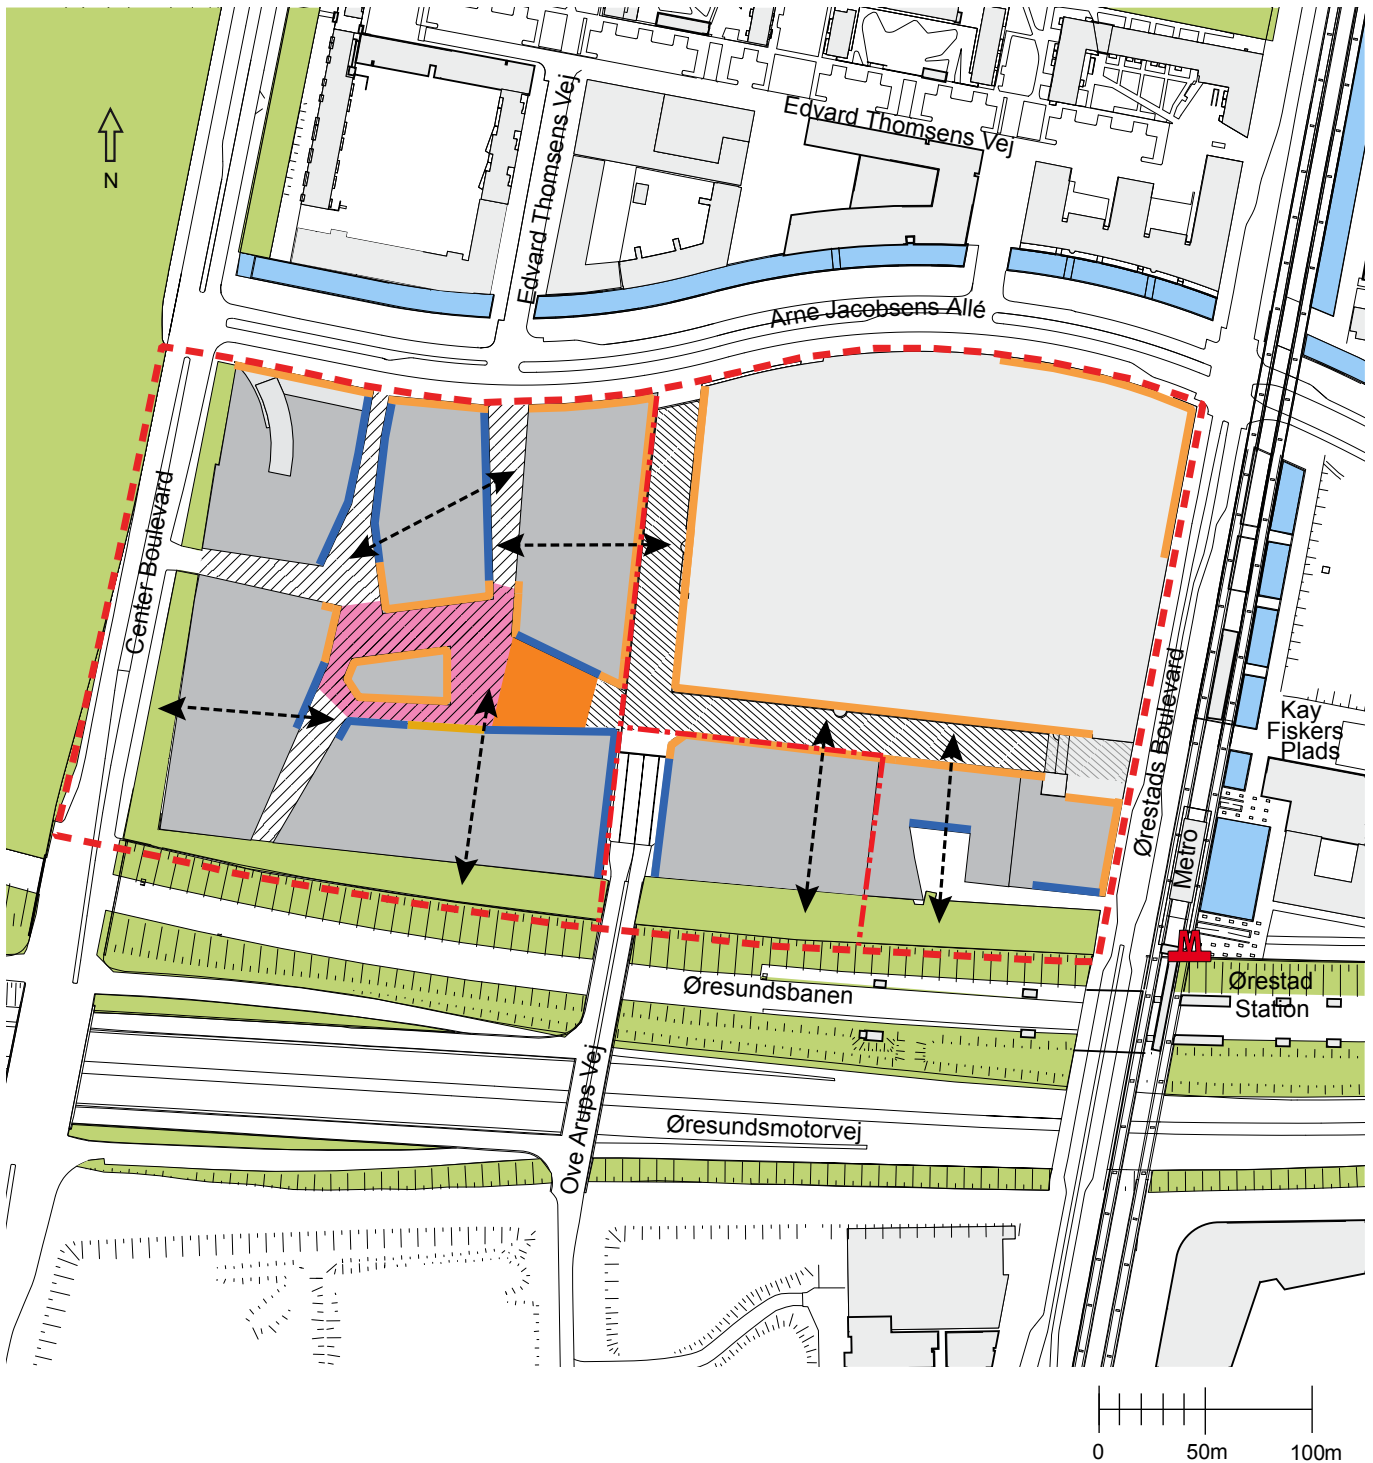 Edvard Thomsens Vej
Edvard Thomsens Vej
N
Arne Jacobsens Allé
Center Boulevard
Ørestads Boulevard
Kay
Fiskers
Plads
Metro
M
Ørestad
Station
Øresundsbanen
Ove Arups Vej
Øresundsmotorvej
0
50m
100m